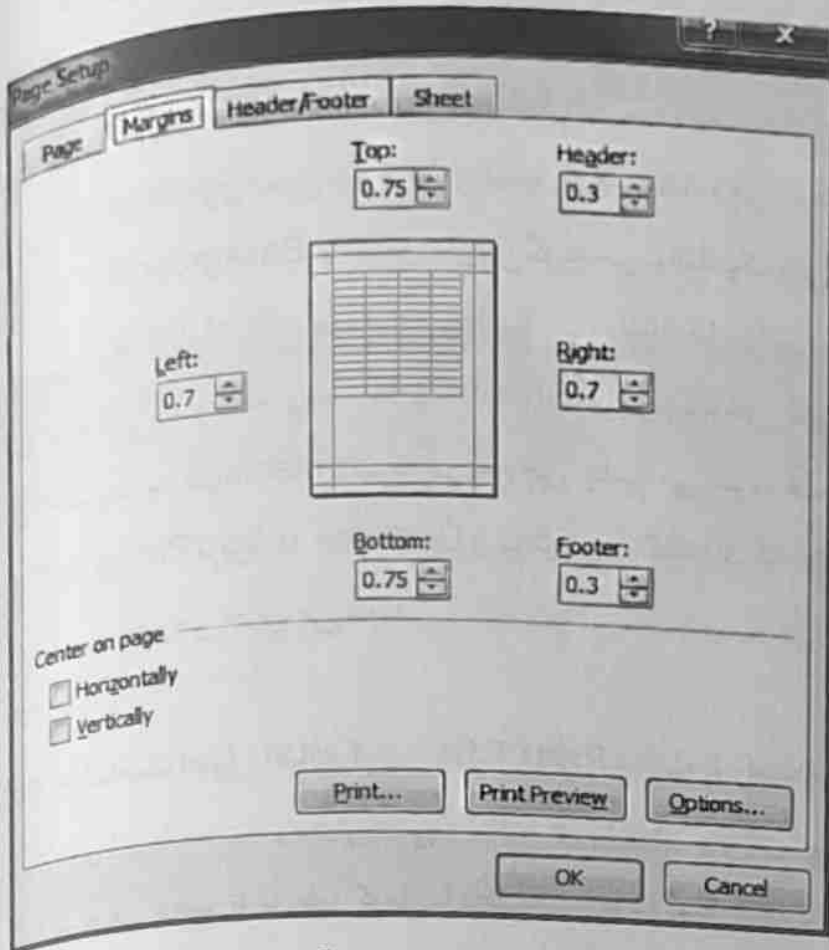 ? x
Page Setup
Page Margins Header/Footer Sheet
Top: Header:
0.75 0.3
Left: Right:
0.7 0.7
Bottom: Footer:
0.75 0.3
Center on page
Horizontally
Vertically
Print... Print Preview Options...
OK Cancel